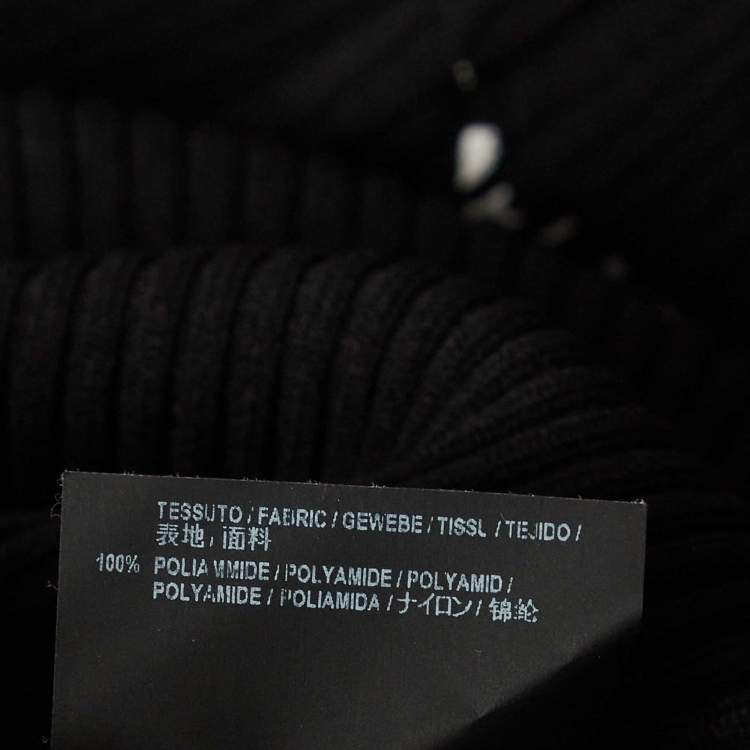 TESSUTO / FABRIC / GEWEBE / TISSU / TEJIDO /
表地 / 面料
100% POLIAMMIDE / POLYAMIDE / POLYAMID /
POLYAMIDE / POLIAMIDA / ナイロン / 锦纶